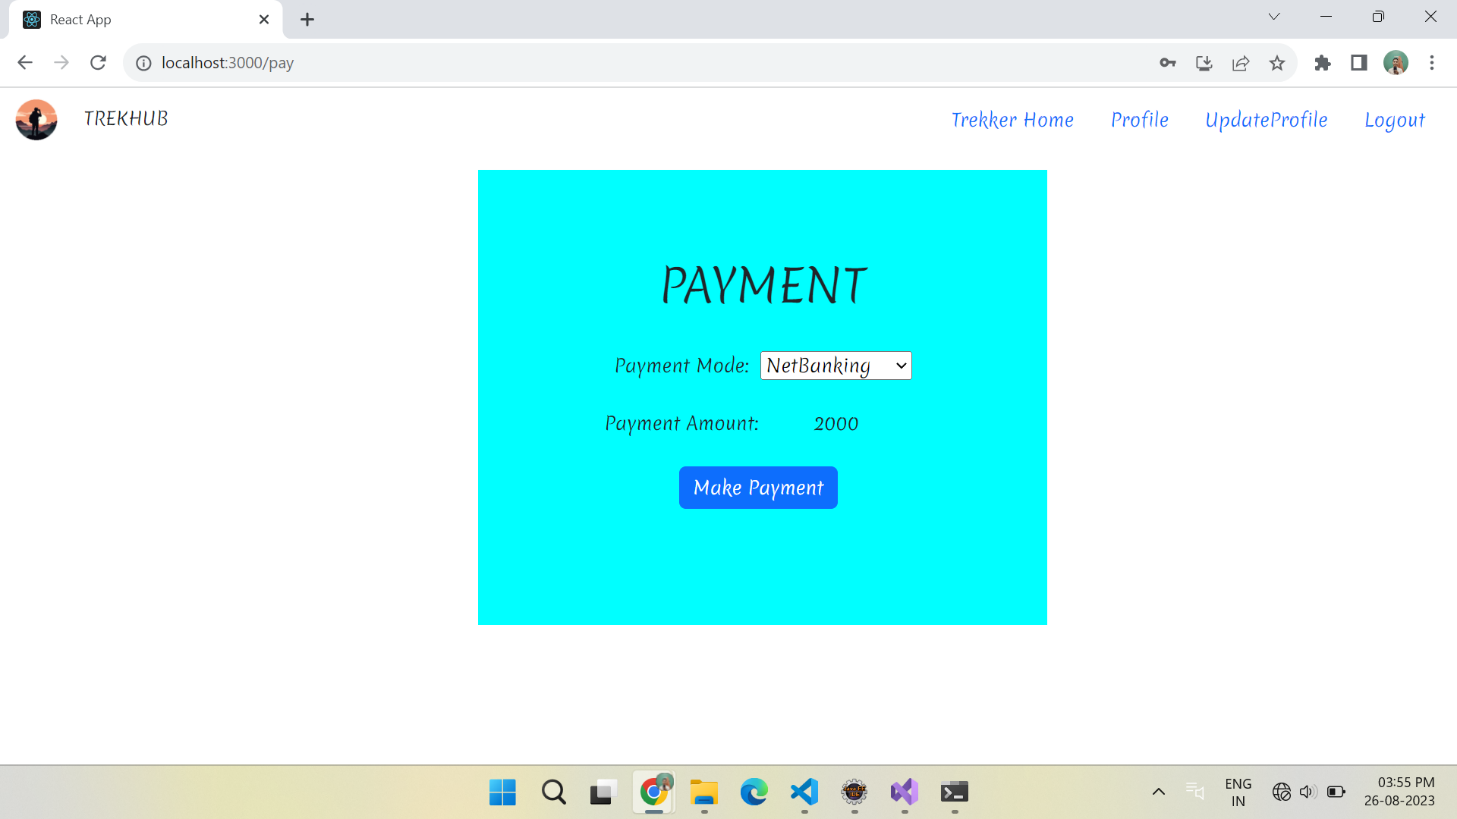 React App
localhost:3000/pay
TREKHUB
Trekker Home
Profile
UpdateProfile
Logout
PAYMENT
Payment Mode: NetBanking
Payment Amount: 2000
Make Payment
ENG
IN
03:55 PM
26-08-2023